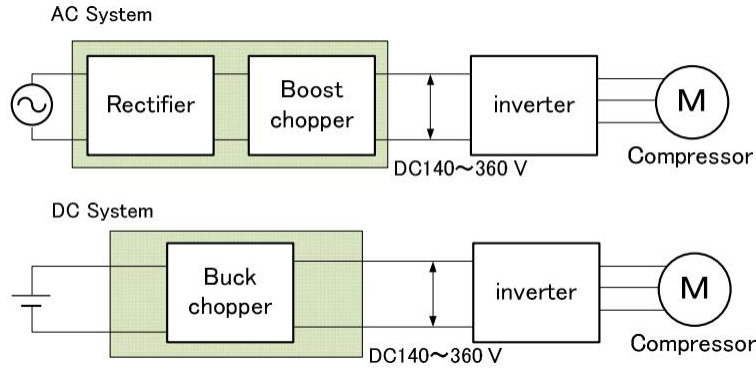 AC System
Rectifier
Boost
chopper
inverter
M
Compressor
DC140～360 V
DC System
Buck
chopper
inverter
M
Compressor
DC140～360 V